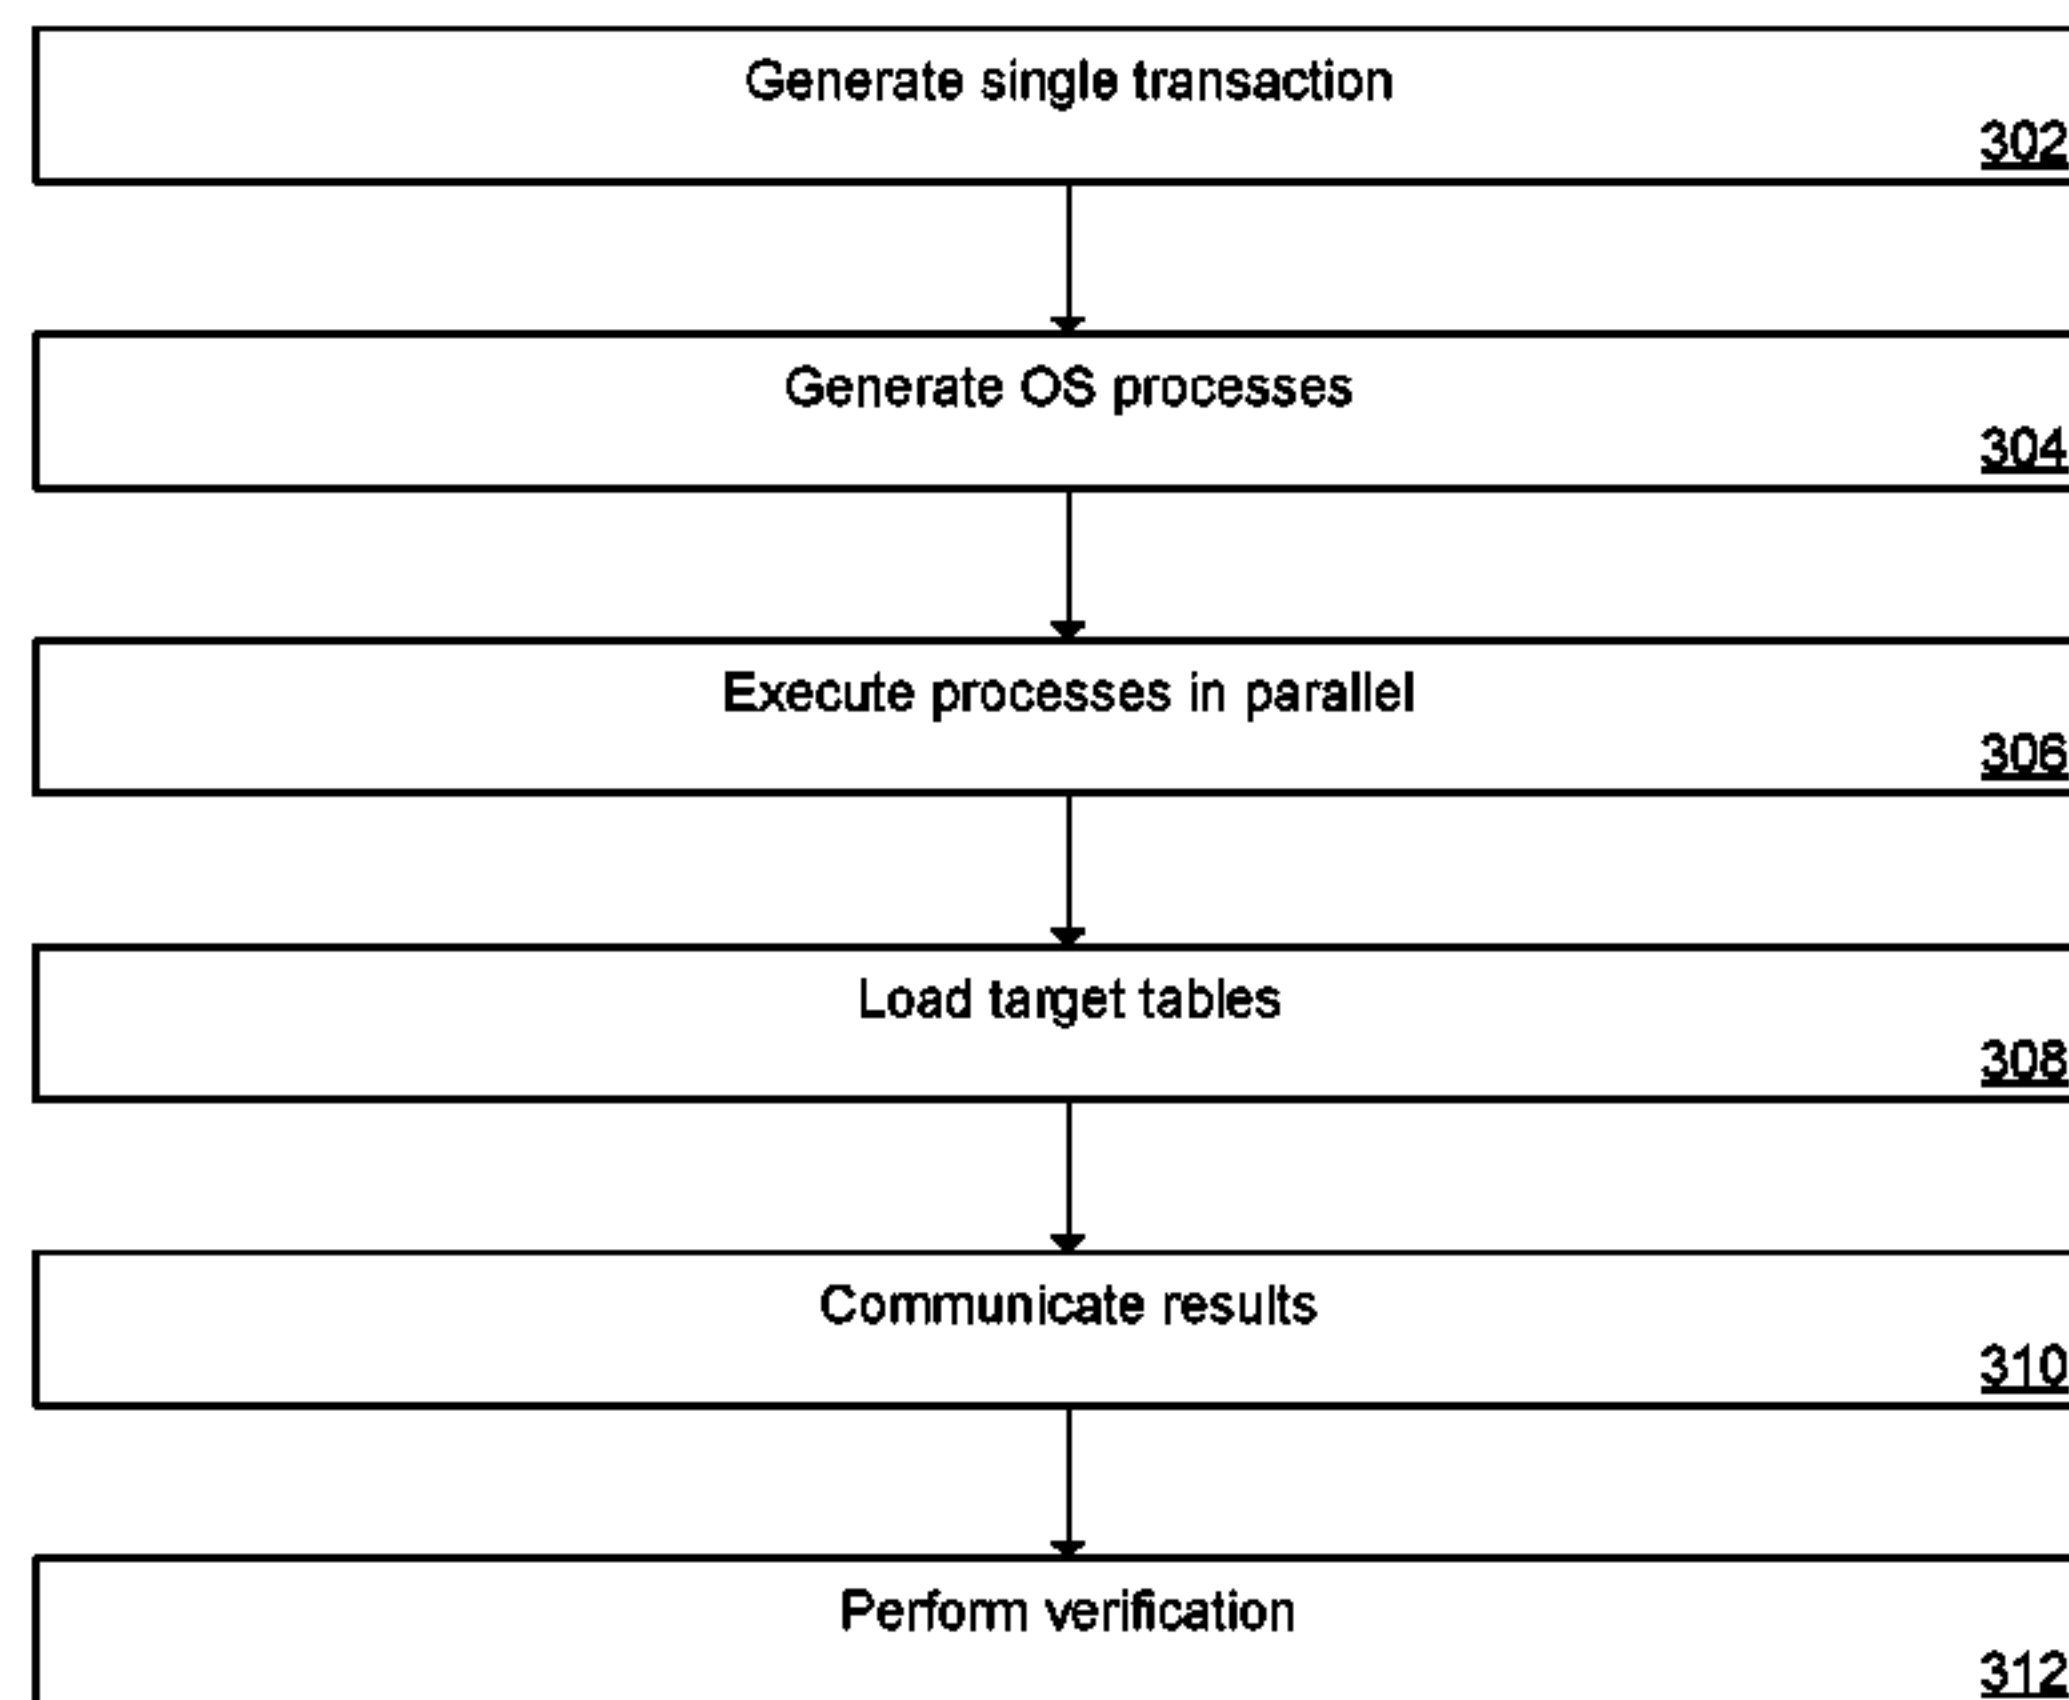 Generate single transaction
302
Generate OS processes
304
Execute processes in parallel
306
Load target tables
308
Communicate results
310
Perform verification
312